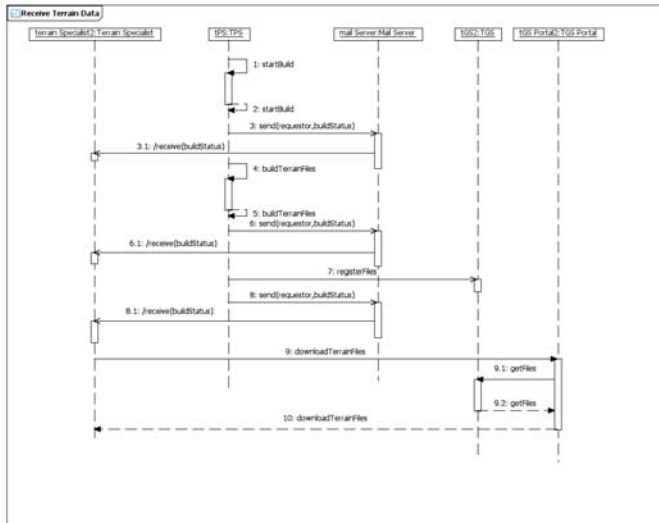 Receive Terrain Data
terrain Specialist2:Terrain Specialist
tPS:TPS
mail Server:Mail Server
tGS2:TGS
tGS Portal2:TGS Portal
1: startBuild
2: startBuild
3: send(requestor,buildStatus)
3.1: /receive(buildStatus)
4: buildTerrainFiles
5: buildTerrainFiles
6: send(requestor,buildStatus)
6.1: /receive(buildStatus)
7: registerFiles
8: send(requestor,buildStatus)
8.1: /receive(buildStatus)
9: downloadTerrainFiles
9.1: getFiles
9.2: getFiles
10: downloadTerrainFiles